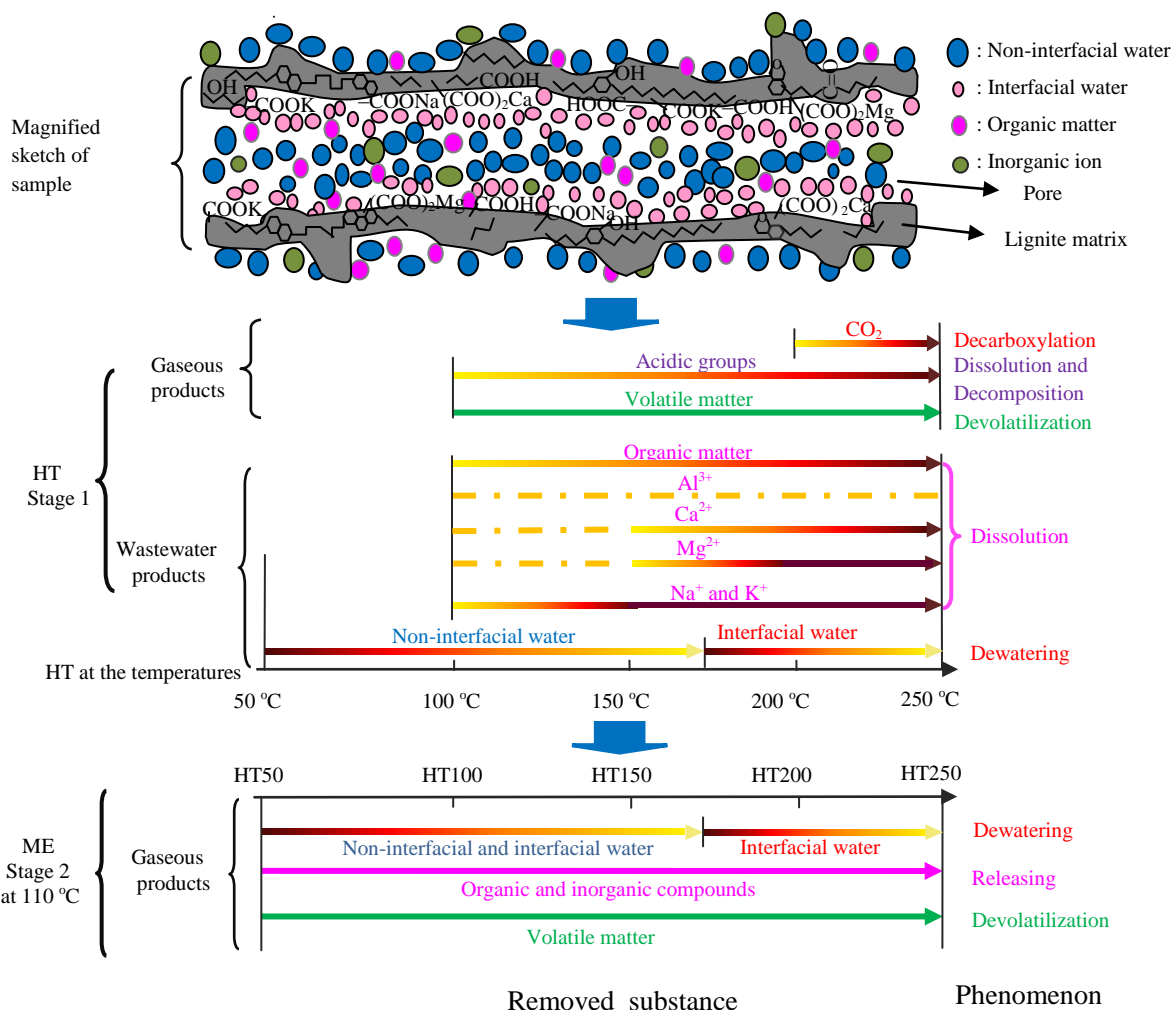 : Non-interfacial water
: Interfacial water
: Organic matter
: Inorganic ion
Pore
Lignite matrix
Magnified
sketch of
sample
OH
COOK
COONa
(COO)₂Ca
COOH
HOOC
OH
COOK
COOH
O
O
O=C=O
(COO)₂Mg
COOK
(COO)₂Mg
COOH
COONa
OH
(COO)₂Ca
Gaseous
products
CO₂
Decarboxylation
Acidic groups
Dissolution and
Decomposition
Volatile matter
Devolatilization
HT
Stage 1
Wastewater
products
Organic matter
Al³⁺
Ca²⁺
Mg²⁺
Na⁺ and K⁺
Dissolution
Non-interfacial water
Interfacial water
Dewatering
HT at the temperatures
50 ºC
100 ºC
150 ºC
200 ºC
250 ºC
HT50
HT100
HT150
HT200
HT250
ME
Stage 2
at 110 ºC
Gaseous
products
Non-interfacial and interfacial water
Interfacial water
Dewatering
Organic and inorganic compounds
Releasing
Volatile matter
Devolatilization
Removed substance
Phenomenon